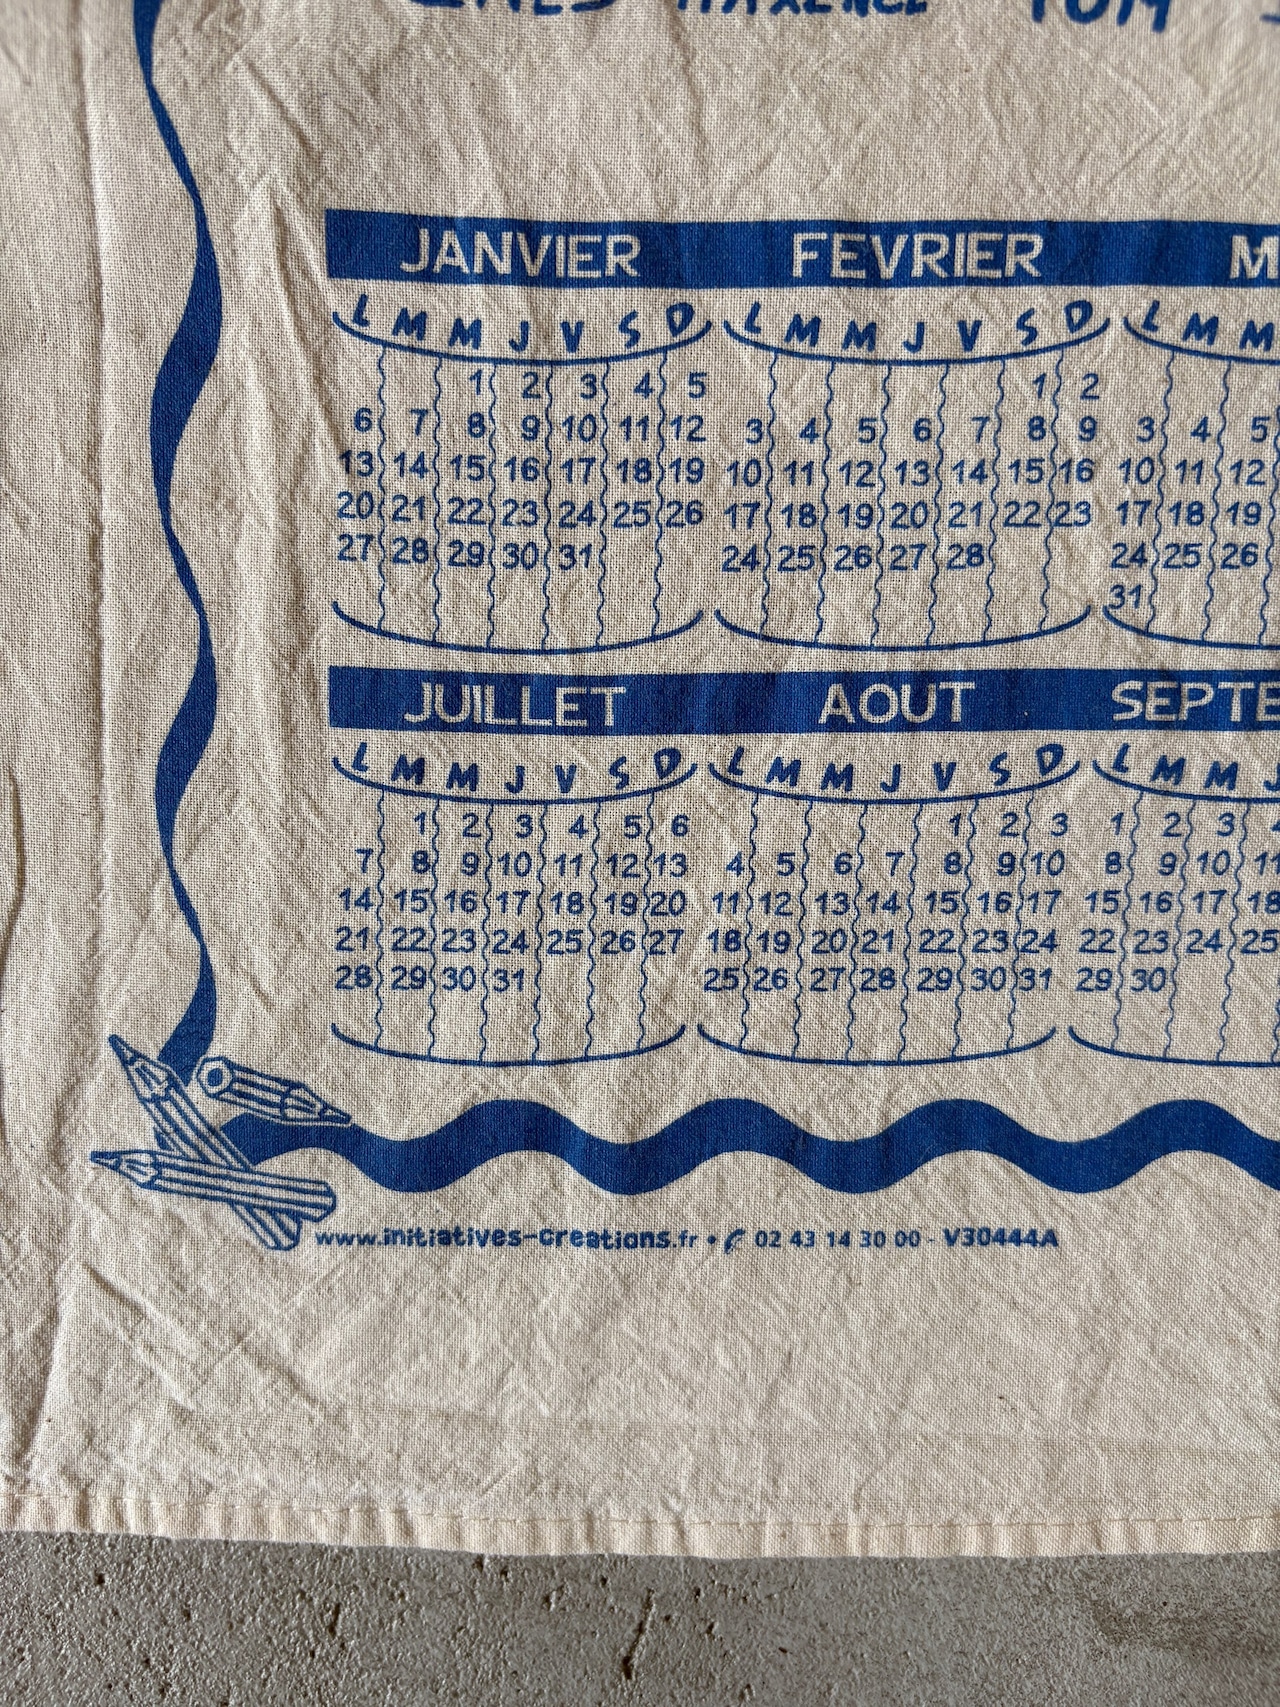 MAXENCE TOM
JANVIER FEVRIER
L M M J V S D L M M J V S D L M M
1 2 3 4 5 1 2
6 7 8 9 10 11 12 3 4 5 6 7 8 9 3 4 5
13 14 15 16 17 18 19 10 11 12 13 14 15 16 10 11 12
20 21 22 23 24 25 26 17 18 19 20 21 22 23 17 18 19
27 28 29 30 31 24 25 26 27 28 24 25 26
31
JUILLET AOUT SEPTE
L M M J V S D L M M J V S D L M M J
1 2 3 4 5 6 1 2 3 1 2 3 4
7 8 9 10 11 12 13 4 5 6 7 8 9 10 8 9 10 11
14 15 16 17 18 19 20 11 12 13 14 15 16 17 15 16 17 18
21 22 23 24 25 26 27 18 19 20 21 22 23 24 22 23 24 25
28 29 30 31 25 26 27 28 29 30 31 29 30
www.initiatives-creations.fr • ✆ 02 43 14 30 00 - V30444A